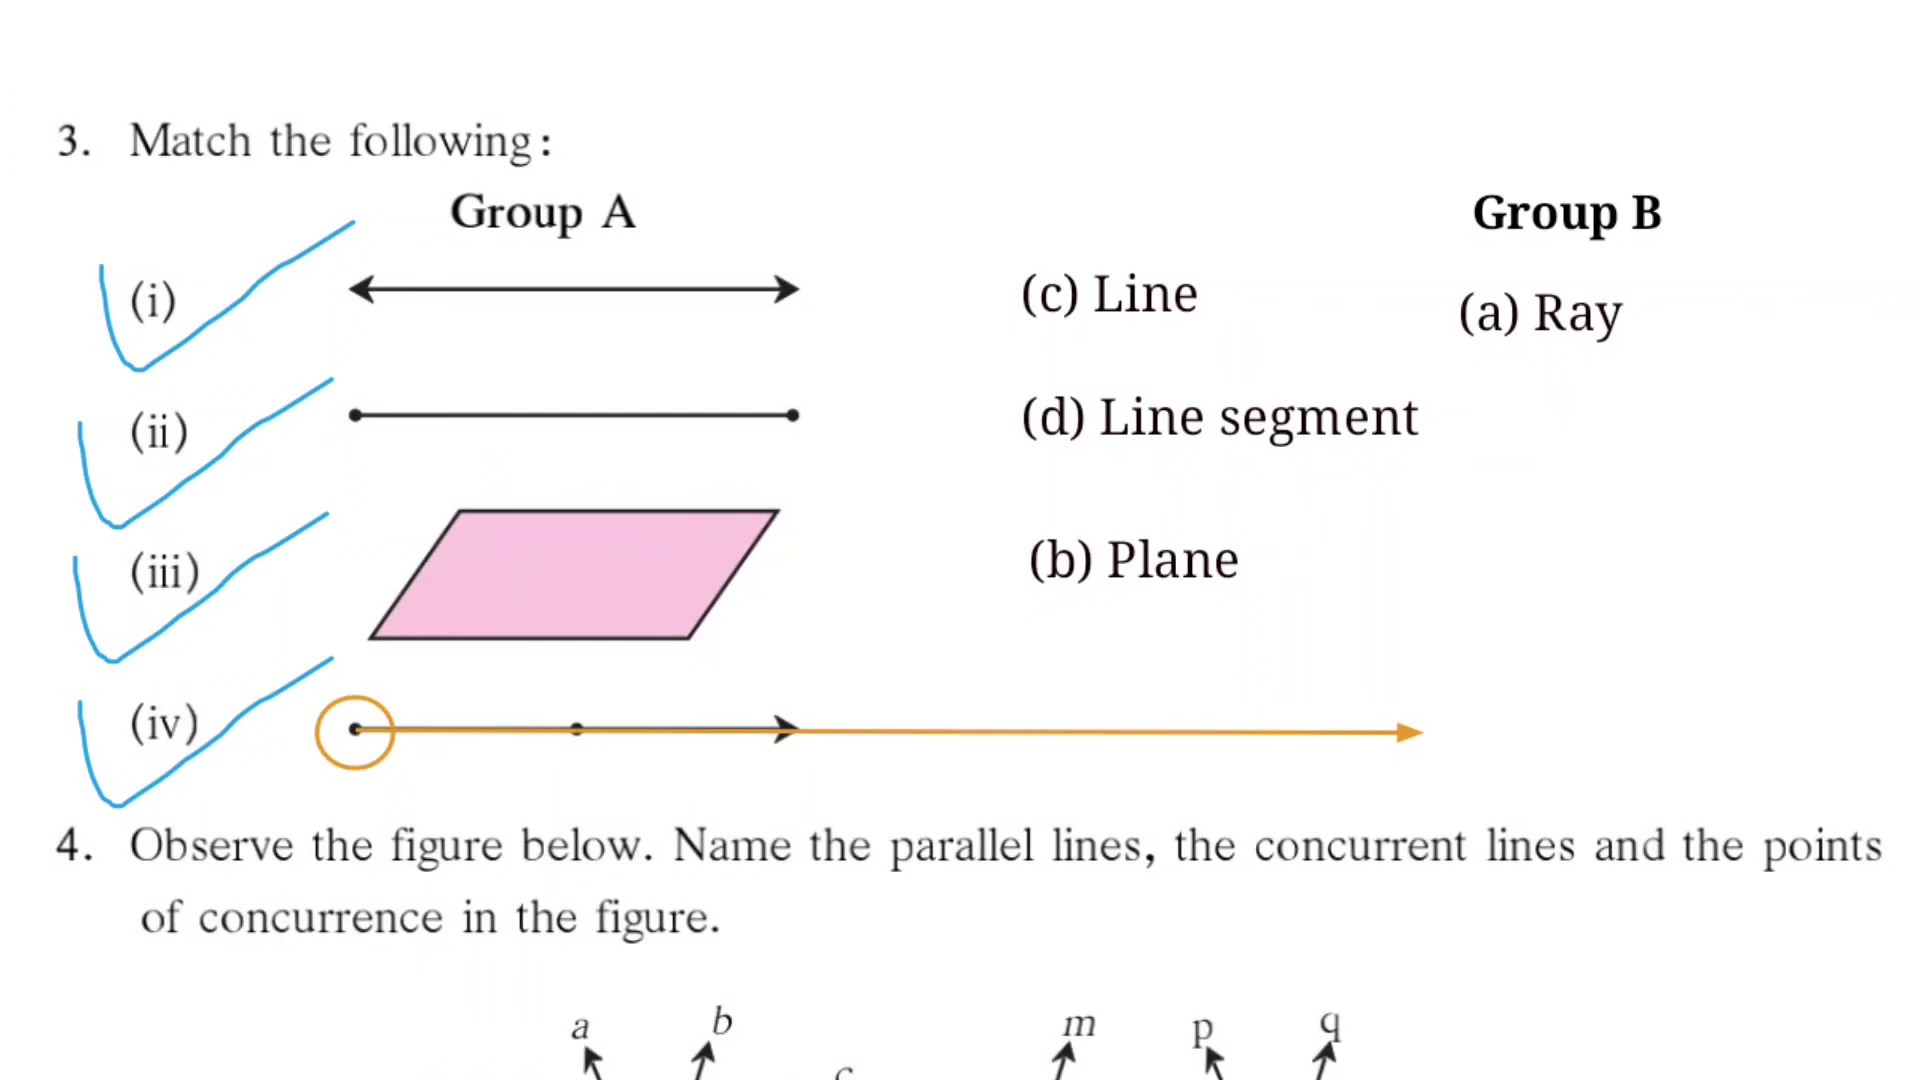 3. Match the following:
Group A
Group B
(i)
(c) Line
(a) Ray
(ii)
(d) Line segment
(iii)
(b) Plane
(iv)
4. Observe the figure below. Name the parallel lines, the concurrent lines and the points
of concurrence in the figure.
a
b
c
m
p
q